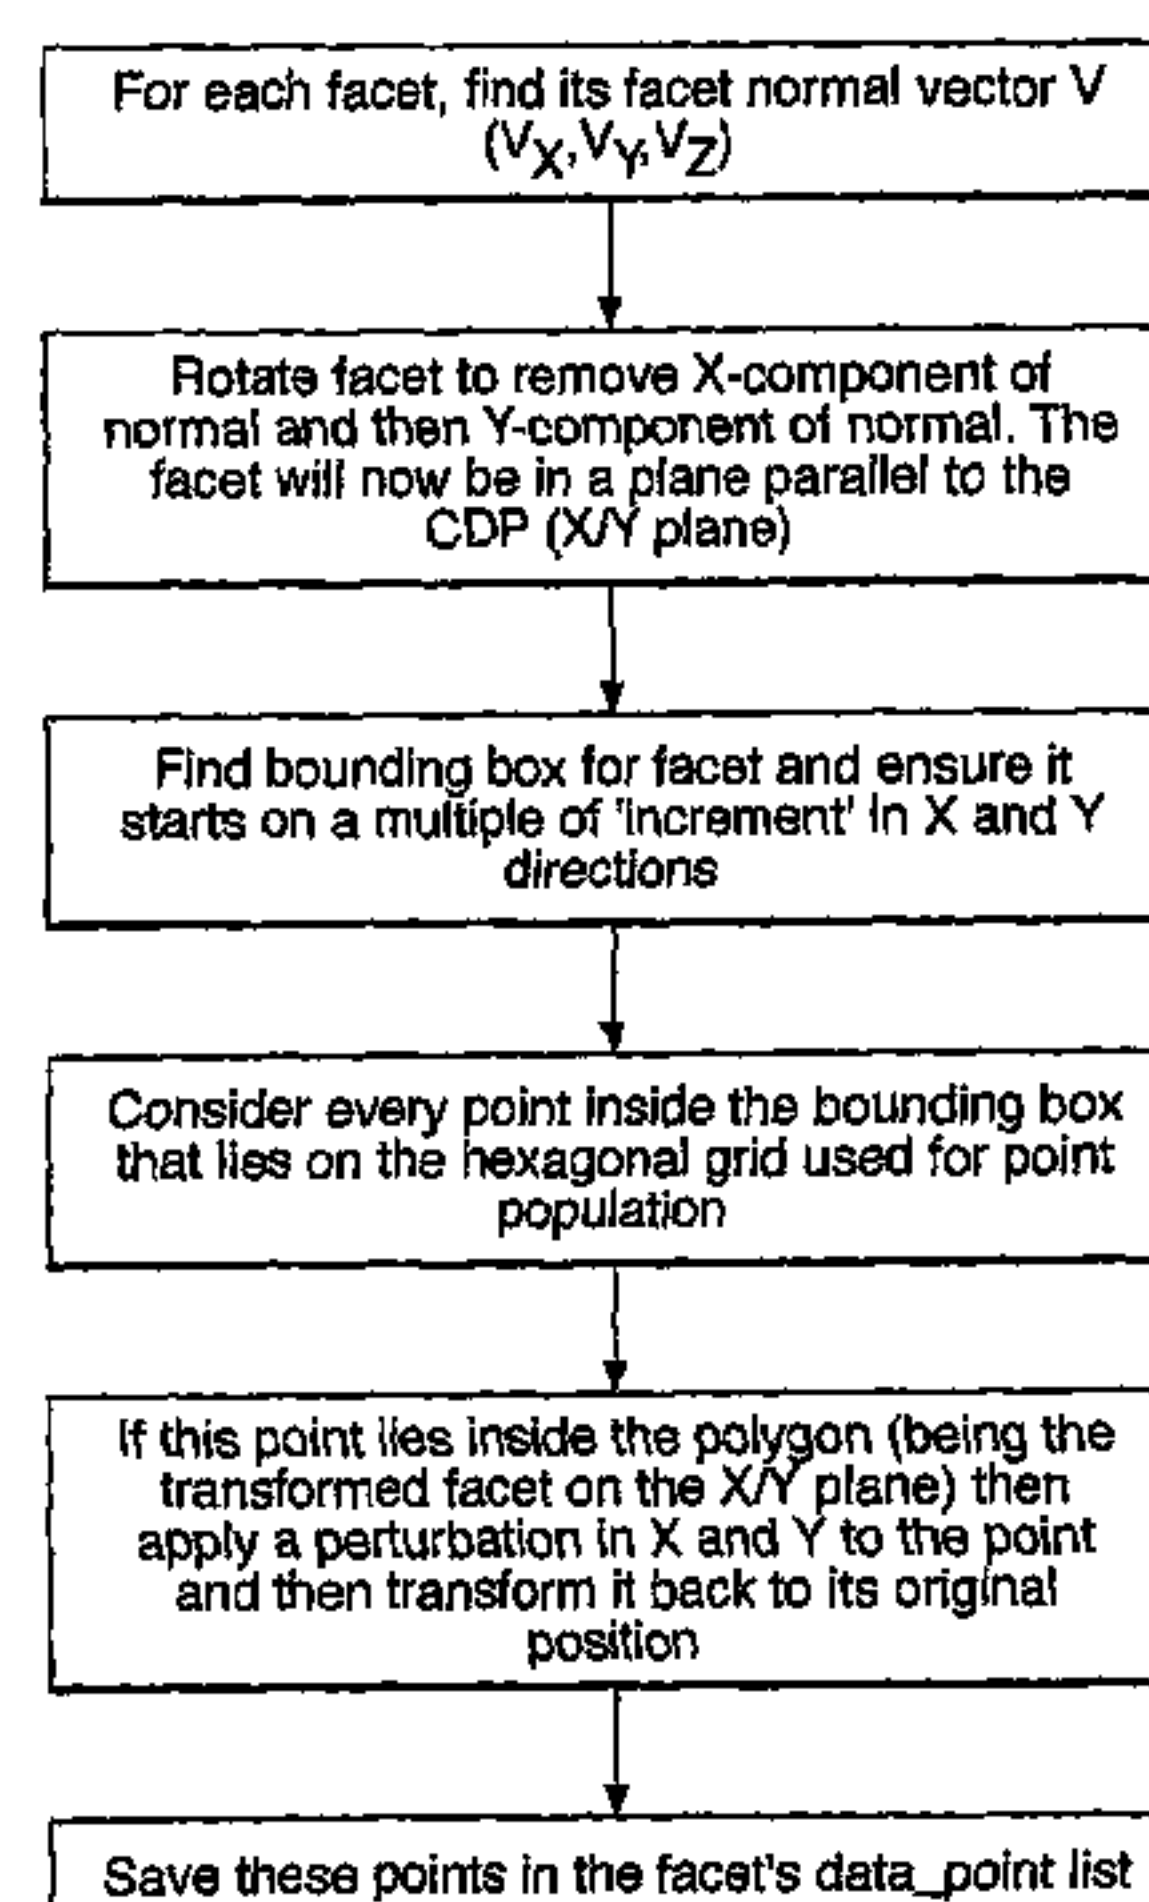 For each facet, find its facet normal vector V
(VX,VY,VZ)
Rotate facet to remove X-component of
normal and then Y-component of normal. The
facet will now be in a plane parallel to the
CDP (X/Y plane)
Find bounding box for facet and ensure it
starts on a multiple of 'increment' in X and Y
directions
Consider every point inside the bounding box
that lies on the hexagonal grid used for point
population
If this point lies inside the polygon (being the
transformed facet on the X/Y plane) then
apply a perturbation in X and Y to the point
and then transform it back to its original
position
Save these points in the facet's data_point list